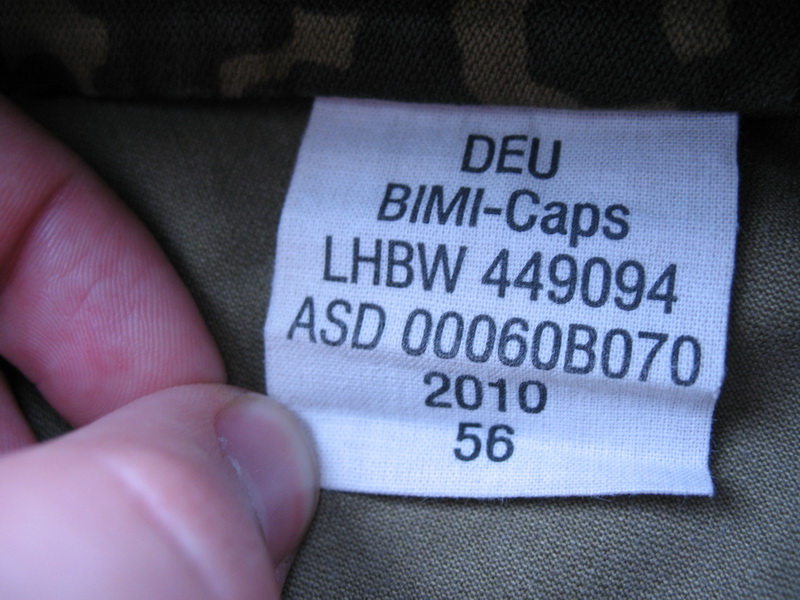 DEU
BIMI-Caps
LHBW 449094
ASD 00060B070
2010
56